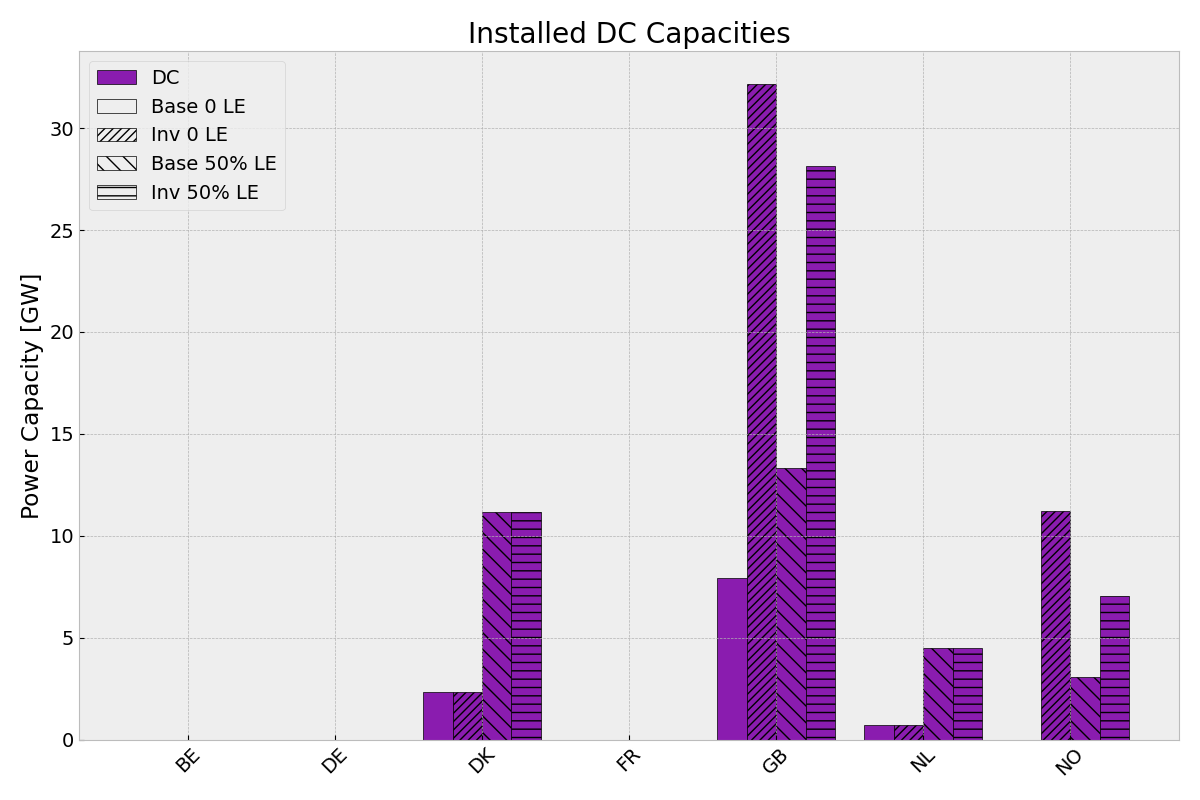 Installed DC Capacities
DC
Base 0 LE
Inv 0 LE
Base 50% LE
Inv 50% LE
Power Capacity [GW]
30
25
20
15
10
5
0
BE
DE
DK
FR
GB
NL
NO